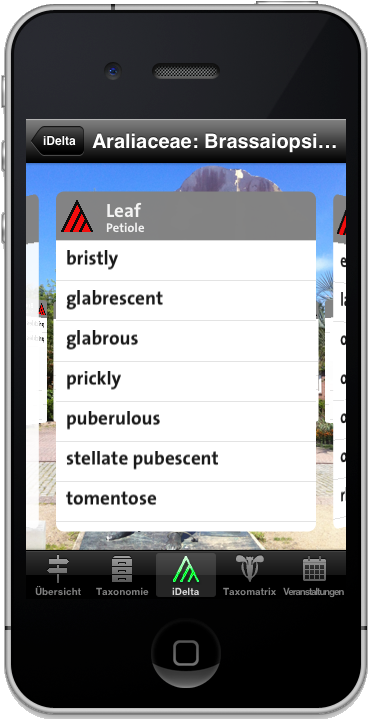 iDelta
Araliaceae: Brassaiopsi...
Leaf
Petiole
bristly
glabrescent
glabrous
prickly
puberulous
stellate pubescent
tomentose
Übersicht
Taxonomie
iDelta
Taxomatrix
Veranstaltungen